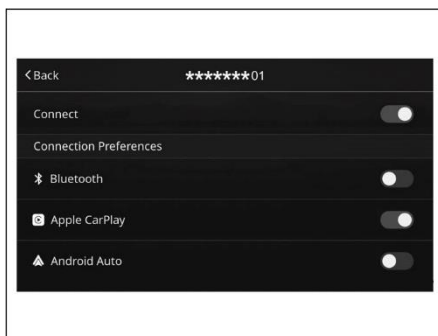 < Back *******01
Connect
Connection Preferences
Bluetooth
Apple CarPlay
Android Auto